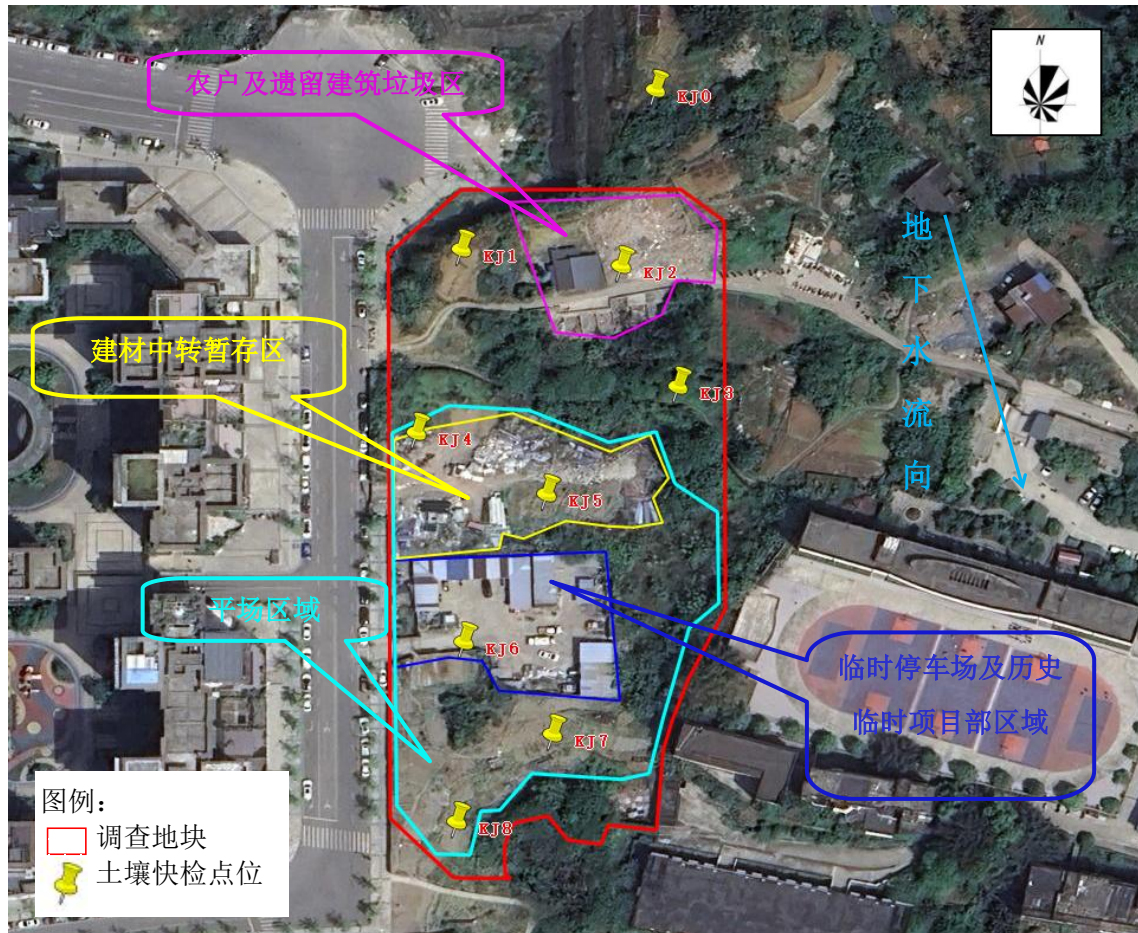 N
农户及遗留建筑垃圾区
KJ0
地下水流向
KJ1
KJ2
建材中转暂存区
KJ3
KJ4
KJ5
平场区域
KJ6
临时停车场及历史
临时项目部区域
KJ7
KJ8
图例：
调查地块
土壤快检点位